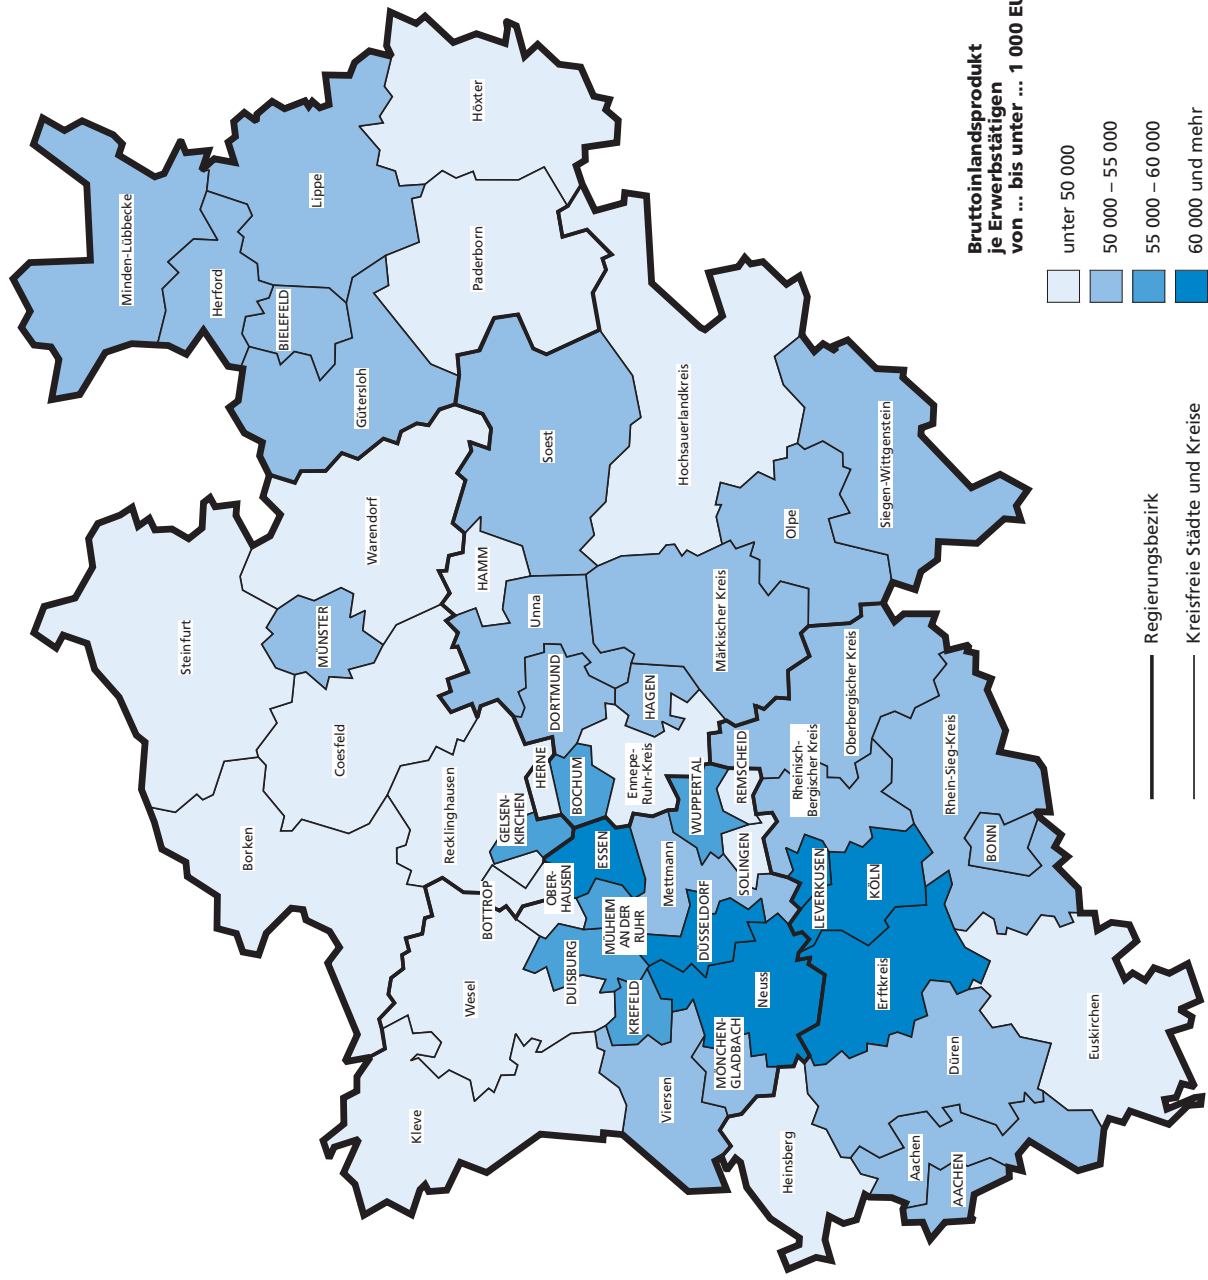 Minden-Lübbecke
Herford
BIELEFELD
Lippe
Gütersloh
Höxter
Paderborn
Steinfurt
MÜNSTER
Warendorf
Coesfeld
Borken
Soest
HAMM
Unna
DORTMUND
Hochsauerlandkreis
Siegen-Wittgenstein
Olpe
Märkischer Kreis
HAGEN
Ennepe-
Ruhr-Kreis
HERNE
BOCHUM
Recklinghausen
GELSEN-
KIRCHEN
BOTTROP
OBER-
HAUSEN
ESSEN
MÜLHEIM
AN DER
RUHR
DUISBURG
Wesel
Kleve
KREFELD
Viersen
MÖNCHEN-
GLADBACH
Neuss
DÜSSELDORF
Mettmann
WUPPERTAL
REMSCHEID
SOLINGEN
Rheinisch-
Bergischer Kreis
Oberbergischer Kreis
Rhein-Sieg-Kreis
BONN
LEVERKUSEN
KÖLN
Erftkreis
Euskirchen
Düren
Aachen
AACHEN
Heinsberg
Bruttoinlandsprodukt
je Erwerbstätigen
von ... bis unter ... 1 000 EU
unter 50 000
50 000 – 55 000
55 000 – 60 000
60 000 und mehr
Regierungsbezirk
Kreisfreie Städte und Kreise